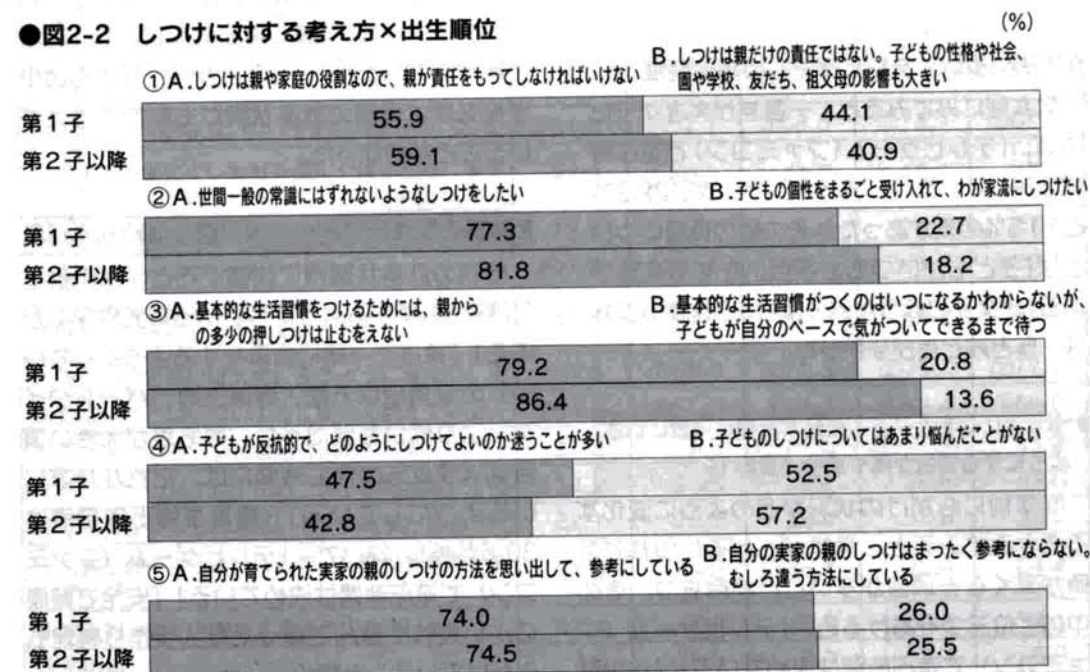 ●図2-2 しつけに対する考え方×出生順位
(%)
①A.しつけは親や家庭の役割なので、親が責任をもってしなければいけない
B.しつけは親だけの責任ではない。子どもの性格や社会、
園や学校、友だち、祖父母の影響も大きい
第1子 55.9 44.1
第2子以降 59.1 40.9
②A.世間一般の常識にはずれないようなしつけをしたい
B.子どもの個性をまるごと受け入れて、わが家流にしつけたい
第1子 77.3 22.7
第2子以降 81.8 18.2
③A.基本的な生活習慣をつけるためには、親から
の多少の押しつけは止むをえない
B.基本的な生活習慣がつくのはいつになるかわからないが、
子どもが自分のペースで気がついてできるまで待つ
第1子 79.2 20.8
第2子以降 86.4 13.6
④A.子どもが反抗的で、どのようにしつけてよいのか迷うことが多い
B.子どものしつけについてはあまり悩んだことがない
第1子 47.5 52.5
第2子以降 42.8 57.2
⑤A.自分が育てられた実家の親のしつけの方法を思い出して、参考にしている
B.自分の実家の親のしつけはまったく参考にならない。
むしろ違う方法にしている
第1子 74.0 26.0
第2子以降 74.5 25.5